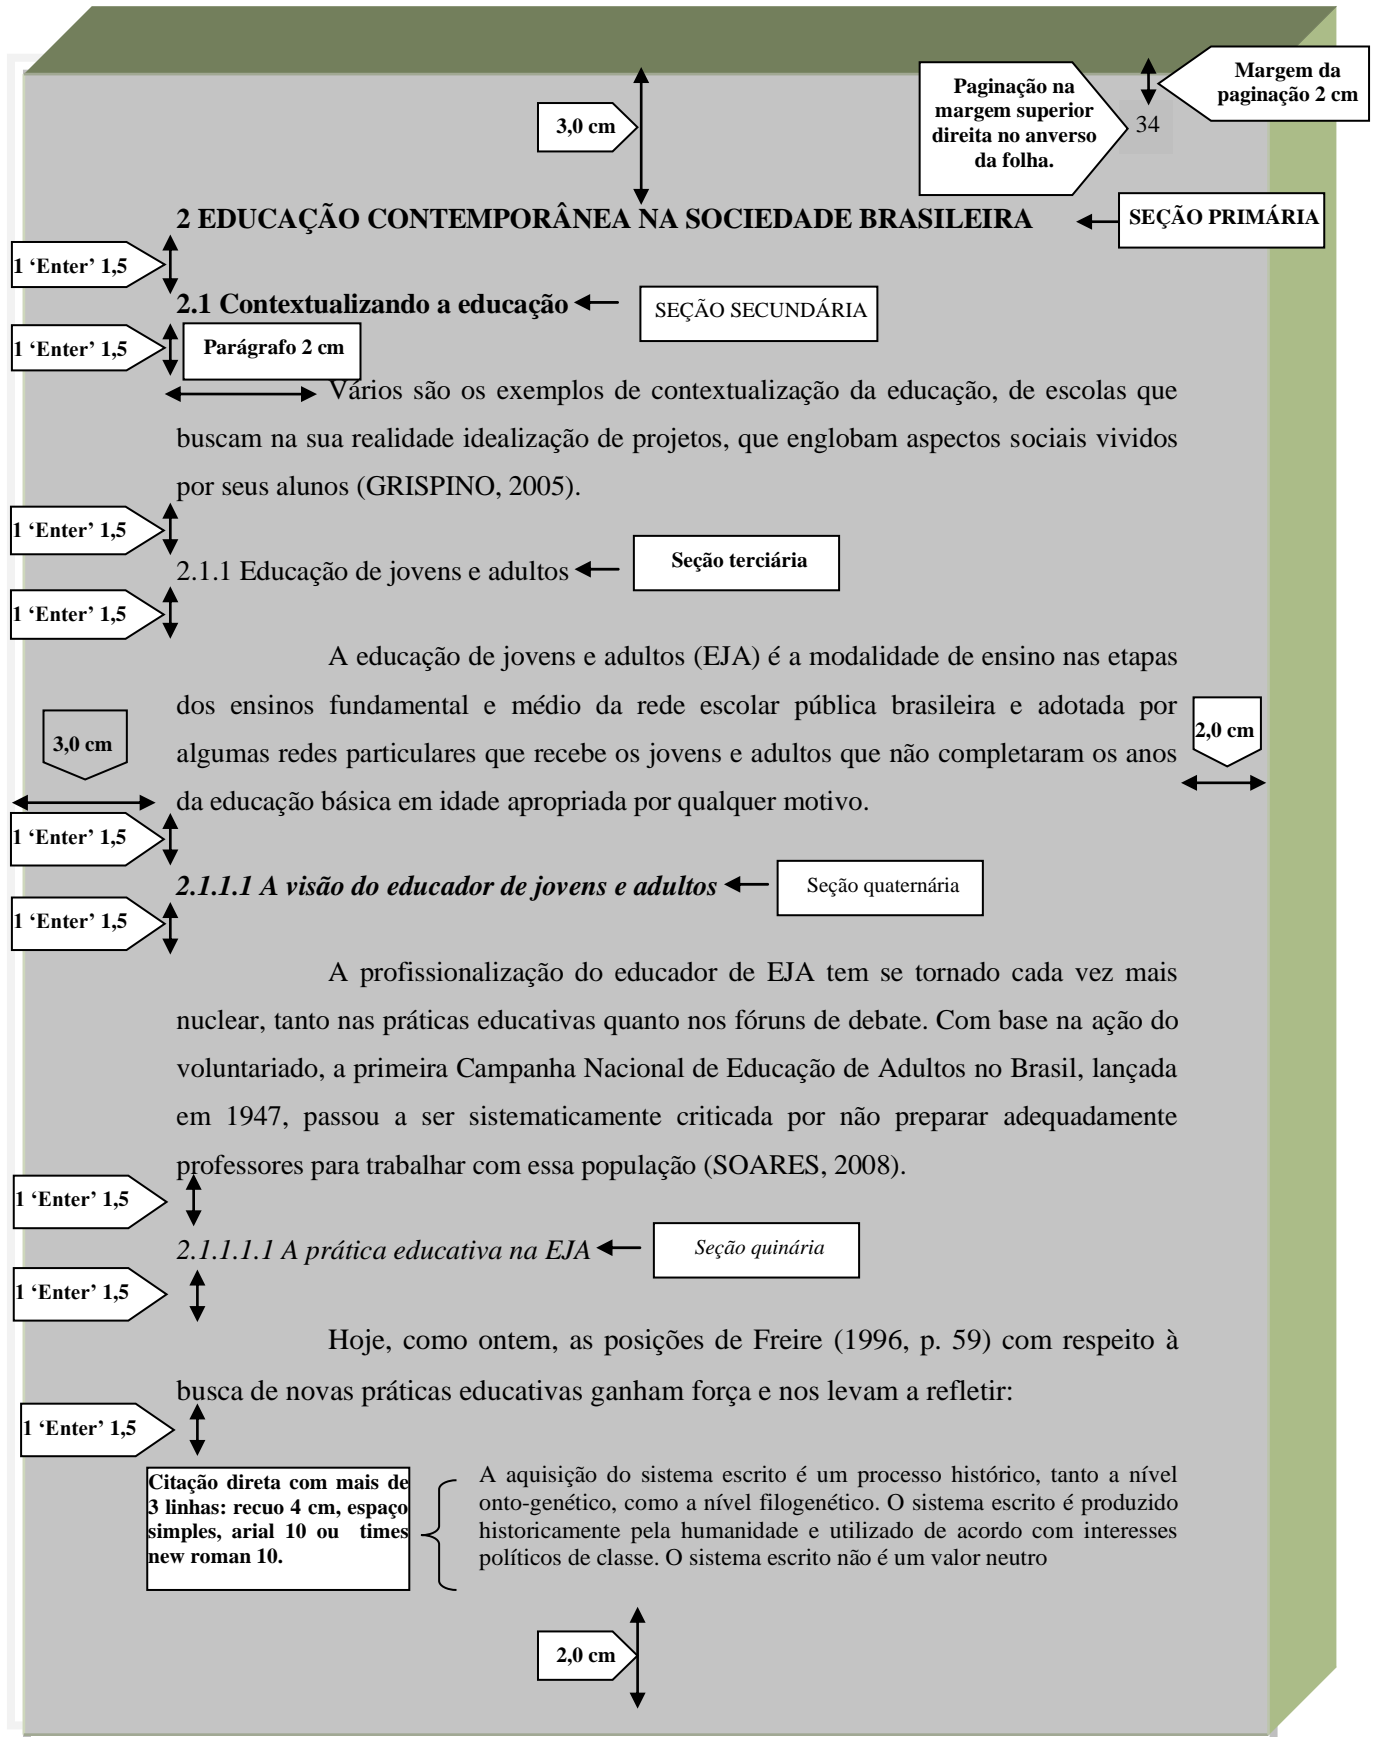 Margem da
paginação 2 cm
Paginação na
margem superior
direita no anverso
da folha.
34
3,0 cm
2 EDUCAÇÃO CONTEMPORÂNEA NA SOCIEDADE BRASILEIRA
SEÇÃO PRIMÁRIA
1 ‘Enter’ 1,5
2.1 Contextualizando a educação
SEÇÃO SECUNDÁRIA
1 ‘Enter’ 1,5
Parágrafo 2 cm
Vários são os exemplos de contextualização da educação, de escolas que
buscam na sua realidade idealização de projetos, que englobam aspectos sociais vividos
por seus alunos (GRISPINO, 2005).
1 ‘Enter’ 1,5
2.1.1 Educação de jovens e adultos
Seção terciária
1 ‘Enter’ 1,5
A educação de jovens e adultos (EJA) é a modalidade de ensino nas etapas
dos ensinos fundamental e médio da rede escolar pública brasileira e adotada por
algumas redes particulares que recebe os jovens e adultos que não completaram os anos
da educação básica em idade apropriada por qualquer motivo.
3,0 cm
2,0 cm
1 ‘Enter’ 1,5
2.1.1.1 A visão do educador de jovens e adultos
Seção quaternária
1 ‘Enter’ 1,5
A profissionalização do educador de EJA tem se tornado cada vez mais
nuclear, tanto nas práticas educativas quanto nos fóruns de debate. Com base na ação do
voluntariado, a primeira Campanha Nacional de Educação de Adultos no Brasil, lançada
em 1947, passou a ser sistematicamente criticada por não preparar adequadamente
professores para trabalhar com essa população (SOARES, 2008).
1 ‘Enter’ 1,5
2.1.1.1.1 A prática educativa na EJA
Seção quinária
1 ‘Enter’ 1,5
Hoje, como ontem, as posições de Freire (1996, p. 59) com respeito à
busca de novas práticas educativas ganham força e nos levam a refletir:
1 ‘Enter’ 1,5
Citação direta com mais de
3 linhas: recuo 4 cm, espaço
simples, arial 10 ou times
new roman 10.
A aquisição do sistema escrito é um processo histórico, tanto a nível
onto-genético, como a nível filogenético. O sistema escrito é produzido
historicamente pela humanidade e utilizado de acordo com interesses
políticos de classe. O sistema escrito não é um valor neutro
2,0 cm